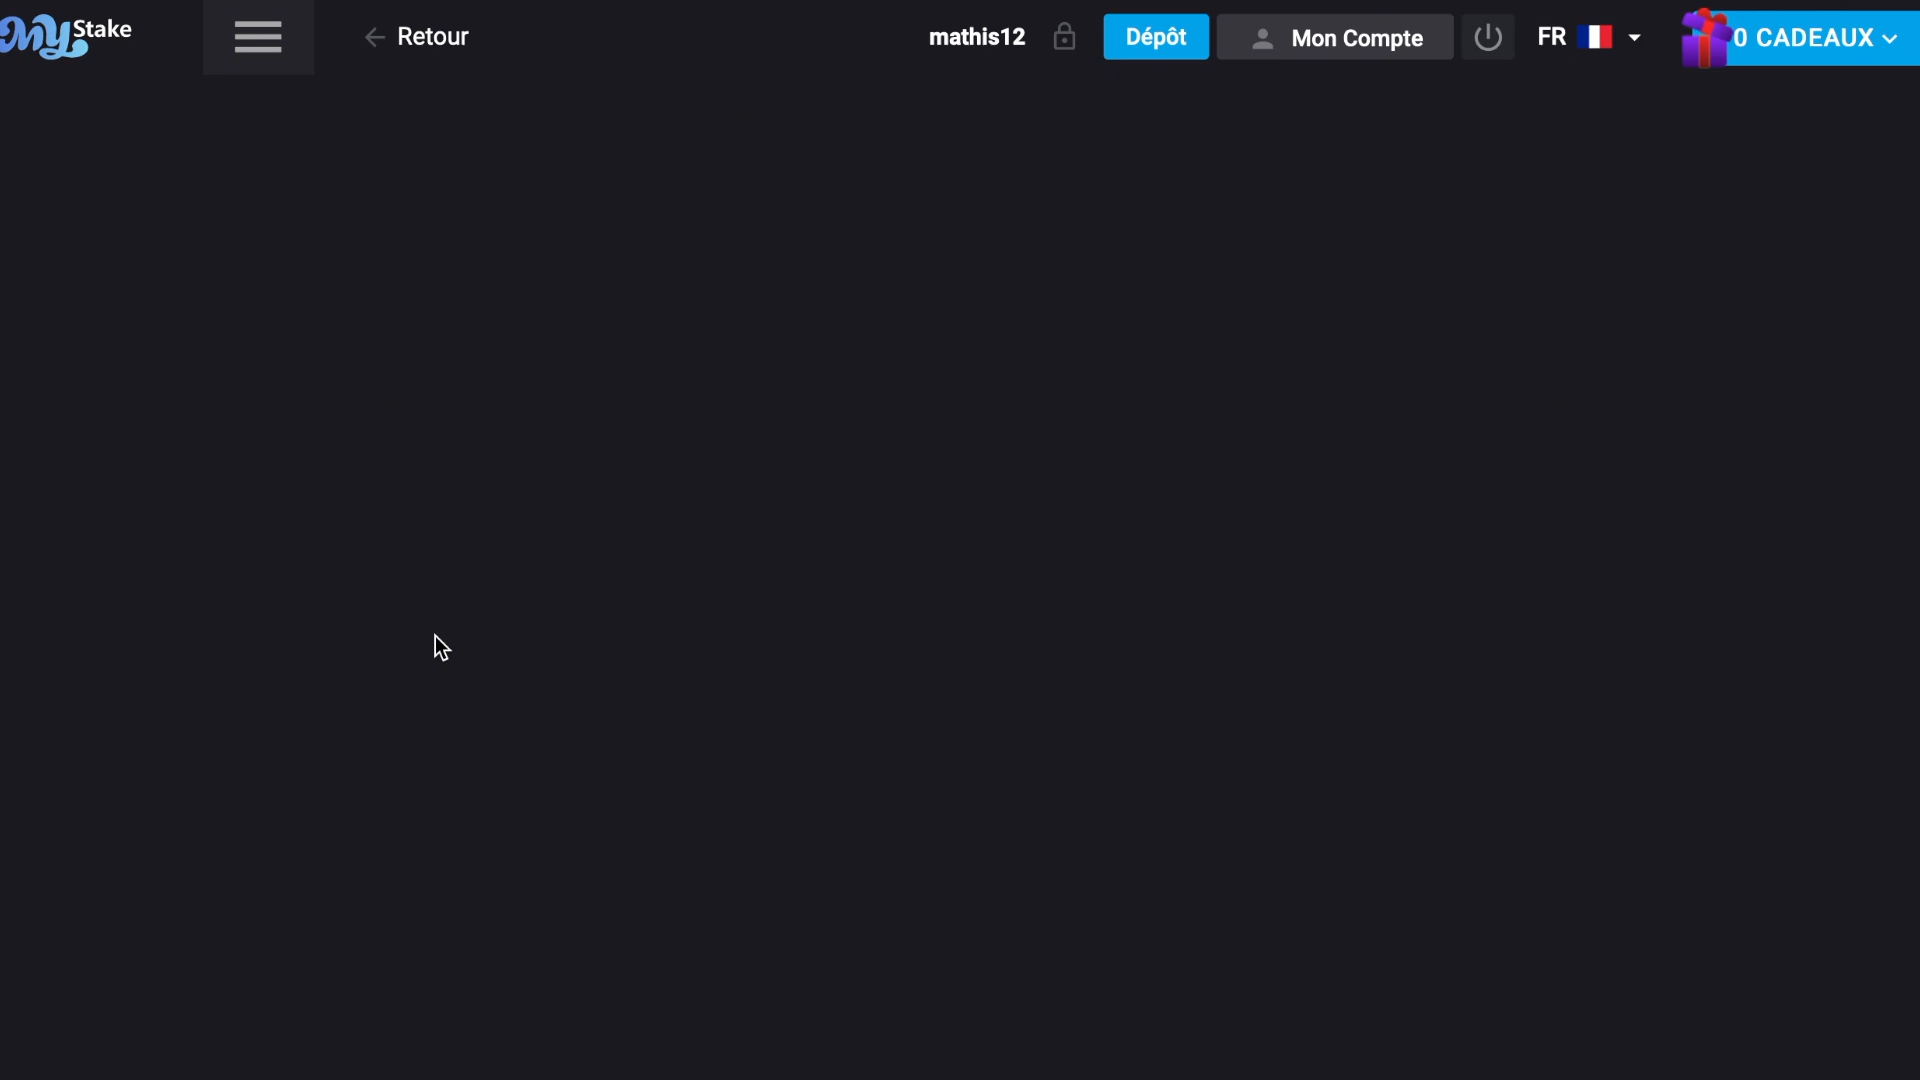 MyStake
Retour
mathis12
Dépôt
Mon Compte
FR
0 CADEAUX